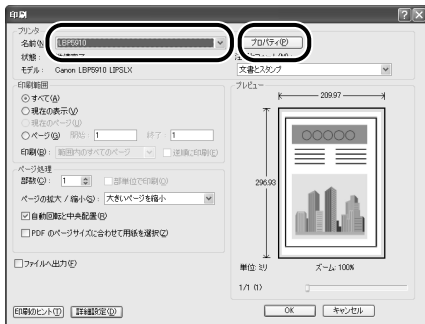 印刷
プリンタ
名前(N): LBP5910
プロパティ(P)
状態:
モデル: Canon LBP5910 LIPSLX
文書とスタンプ
印刷範囲
すべて(A)
現在の表示(V)
現在のページ(U)
ページ(G) 開始: 1 終了: 1
印刷(B): 範囲内のすべてのページ 逆順に印刷(E)
ページ処理
部数(C): 1 部単位で印刷(O)
ページの拡大 / 縮小(S): 大きいページを縮小
自動回転と中央配置(R)
PDF のページサイズに合わせて用紙を選択(Z)
ファイルへ出力(F)
プレビュー
209.97
296.93
単位: ミリ ズーム: 100%
1/1 (1)
印刷のヒント(T) 詳細設定(D) OK キャンセル